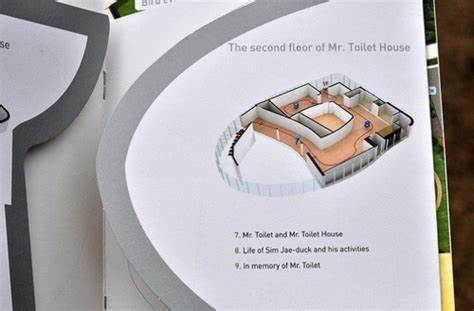 The second floor of Mr. Toilet House
7. Mr. Toilet and Mr. Toilet House
8. Life of Sim Jae-duck and his activities
9. In memory of Mr. Toilet